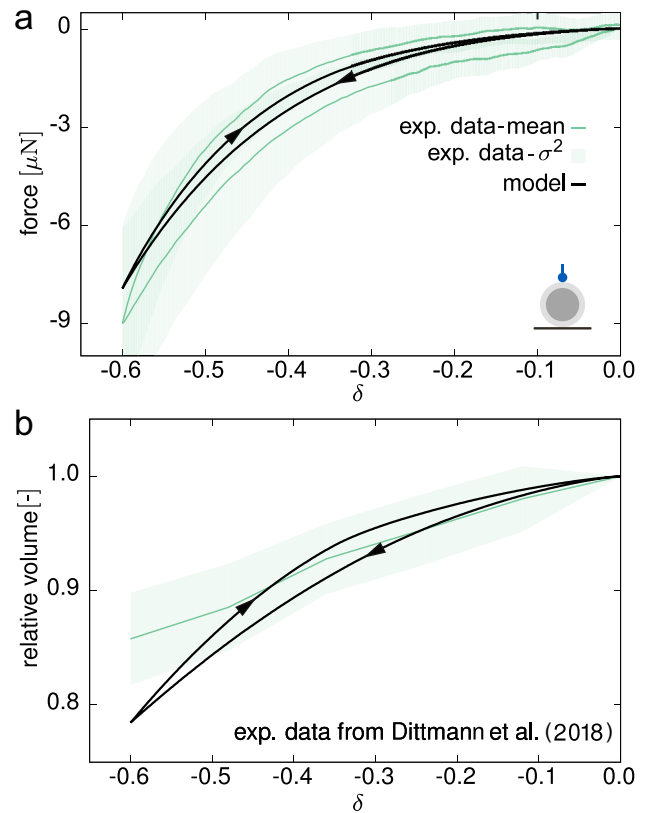 a
0
-3
-6
-9
force [μN]
exp. data-mean
exp. data-σ²
model
-0.6 -0.5 -0.4 -0.3 -0.2 -0.1 0.0
δ
b
1.0
0.9
0.8
relative volume [-]
exp. data from Dittmann et al. (2018)
-0.6 -0.5 -0.4 -0.3 -0.2 -0.1 0.0
δ